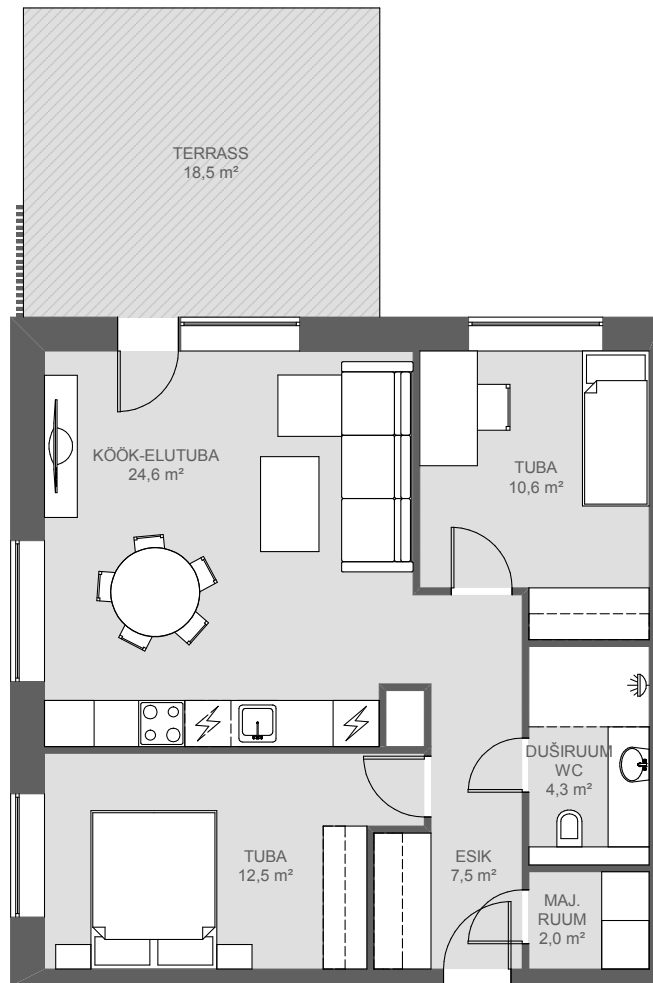 TERRASS
18,5 m²
KÖÖK-ELUTUBA
24,6 m²
TUBA
10,6 m²
DUŠIRUUM
WC
4,3 m²
TUBA
12,5 m²
ESIK
7,5 m²
MAJ.
RUUM
2,0 m²